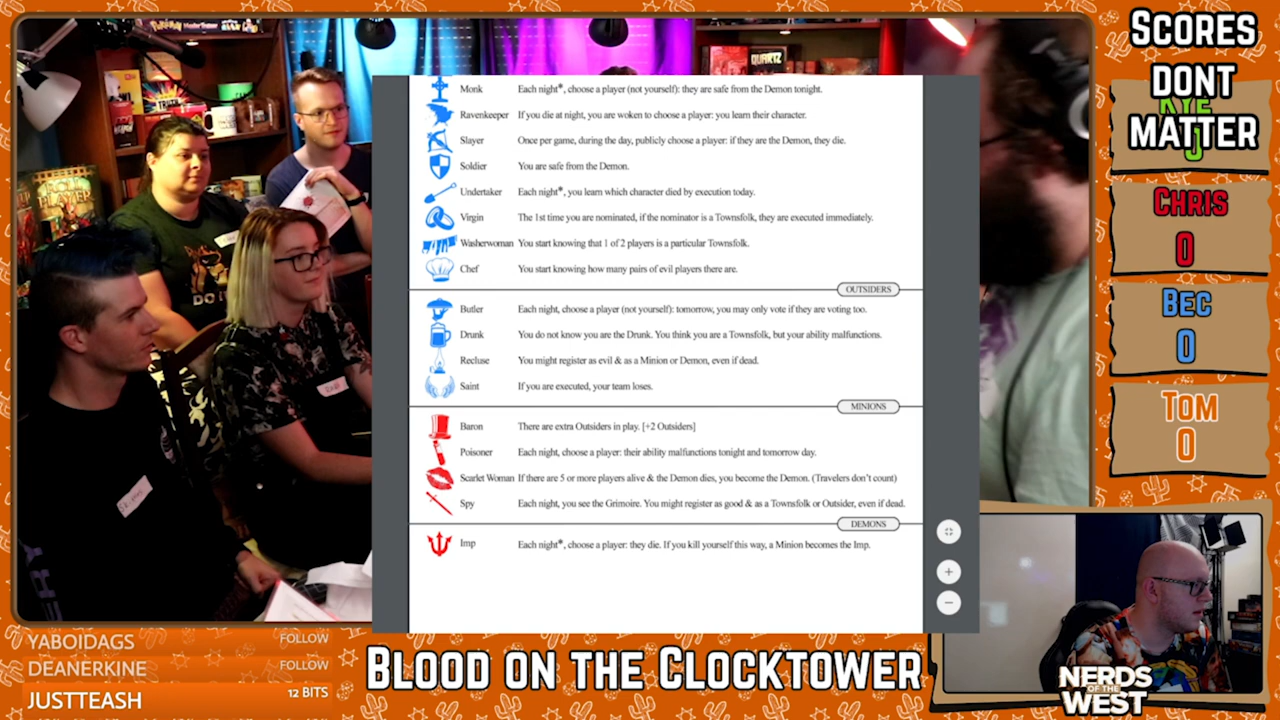 SCORES
DONT
MATTER
0
CHRIS
0
BEC
0
TOM
0
QUARTZ
TRUTH
Monk Each night*, choose a player (not yourself): they are safe from the Demon tonight.
Ravenkeeper If you die at night, you are woken to choose a player: you learn their character.
Slayer Once per game, during the day, publicly choose a player: if they are the Demon, they die.
Soldier You are safe from the Demon.
Undertaker Each night*, you learn which character died by execution today.
Virgin The 1st time you are nominated, if the nominator is a Townsfolk, they are executed immediately.
Washerwoman You start knowing that 1 of 2 players is a particular Townsfolk.
Chef You start knowing how many pairs of evil players there are.
OUTSIDERS
Butler Each night, choose a player (not yourself): tomorrow, you may only vote if they are voting too.
Drunk You do not know you are the Drunk. You think you are a Townsfolk, but your ability malfunctions.
Recluse You might register as evil & as a Minion or Demon, even if dead.
Saint If you are executed, your team loses.
MINIONS
Baron There are extra Outsiders in play. [+2 Outsiders]
Poisoner Each night, choose a player: their ability malfunctions tonight and tomorrow day.
Scarlet Woman If there are 5 or more players alive & the Demon dies, you become the Demon. (Travelers don't count)
Spy Each night, you see the Grimoire. You might register as good & as a Townsfolk or Outsider, even if dead.
DEMONS
Imp Each night*, choose a player: they die. If you kill yourself this way, a Minion becomes the Imp.
YABOIDAGS FOLLOW
DEANERKINE FOLLOW
JUSTTEASH 12 BITS
BLOOD ON THE CLOCKTOWER
NERDS
OF THE
WEST